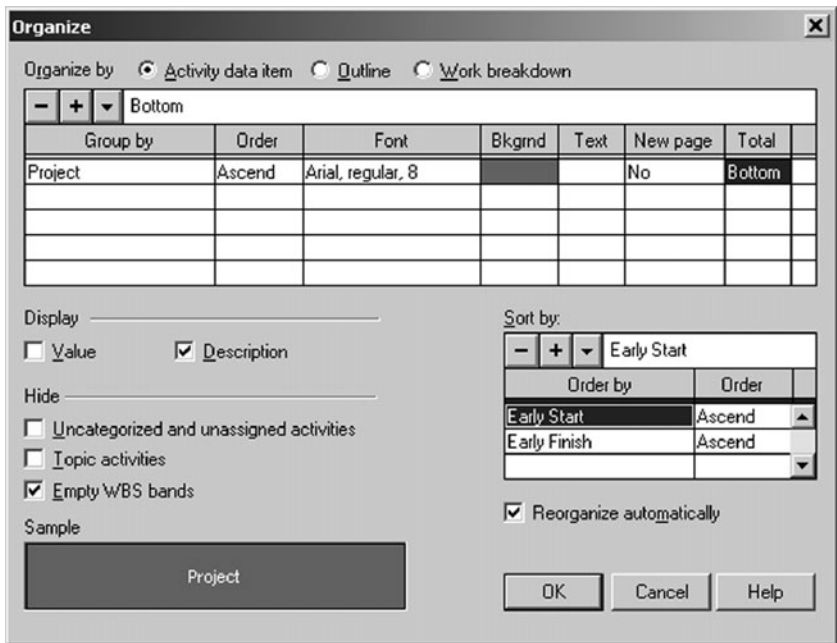 Organize
Organize by Activity data item Outline Work breakdown
Bottom
Group by Order Font Bkgrnd Text New page Total
Project Ascend Arial, regular, 8 No Bottom
Display
Value Description
Hide
Uncategorized and unassigned activities
Topic activities
Empty WBS bands
Sample
Project
Sort by:
Early Start
Order by Order
Early Start Ascend
Early Finish Ascend
Reorganize automatically
OK Cancel Help